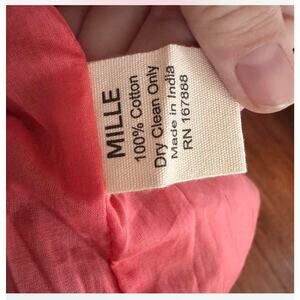 MILLE
100% Cotton
Dry Clean Only
Made in India
RN 167888